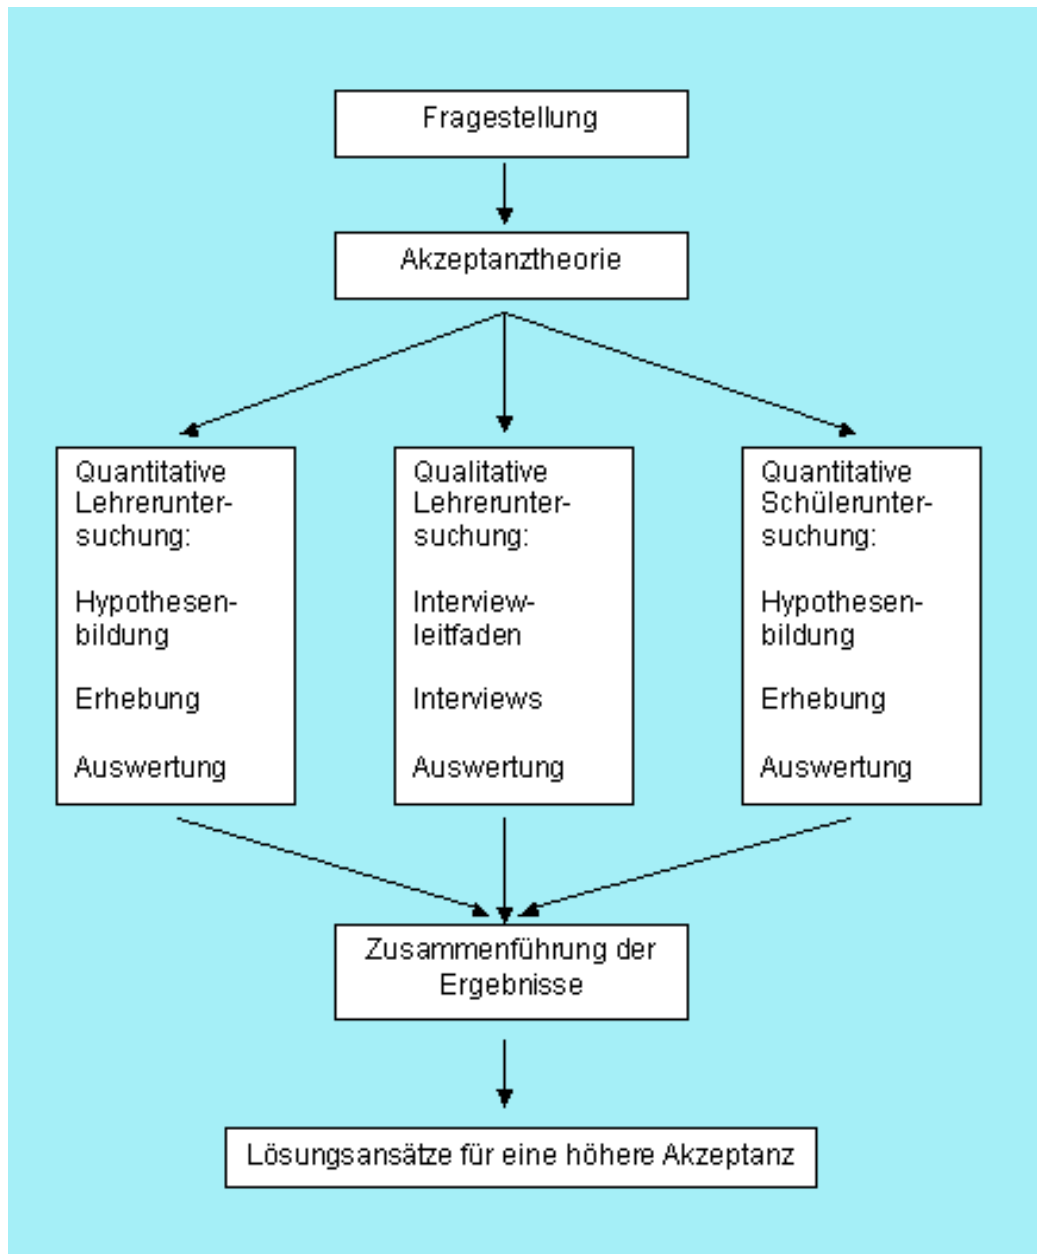 Fragestellung
Akzeptanztheorie
Quantitative
Lehrerunter-
suchung:
Hypothesen-
bildung
Erhebung
Auswertung
Qualitative
Lehrerunter-
suchung:
Interview-
leitfaden
Interviews
Auswertung
Quantitative
Schülerunter-
suchung:
Hypothesen-
bildung
Erhebung
Auswertung
Zusammenführung der
Ergebnisse
Lösungsansätze für eine höhere Akzeptanz